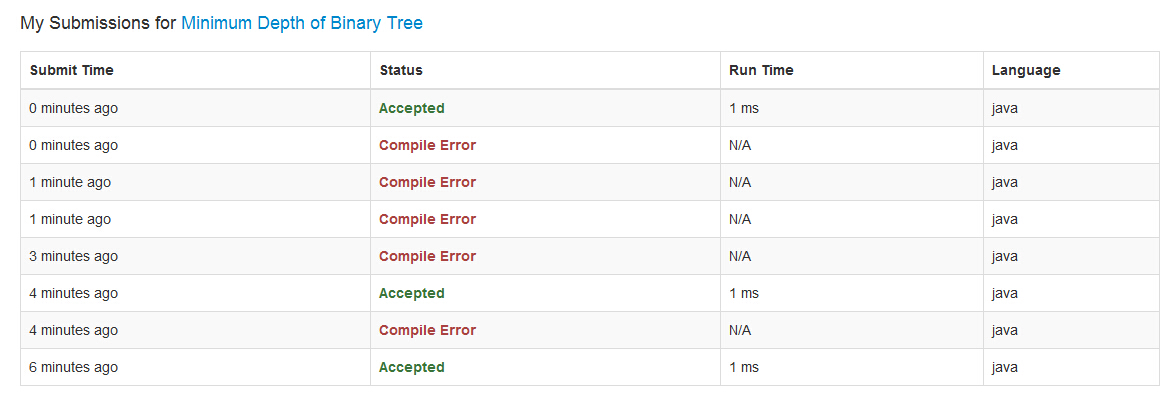 My Submissions for Minimum Depth of Binary Tree
Submit Time Status Run Time Language
0 minutes ago Accepted 1 ms java
0 minutes ago Compile Error N/A java
1 minute ago Compile Error N/A java
1 minute ago Compile Error N/A java
3 minutes ago Compile Error N/A java
4 minutes ago Accepted 1 ms java
4 minutes ago Compile Error N/A java
6 minutes ago Accepted 1 ms java